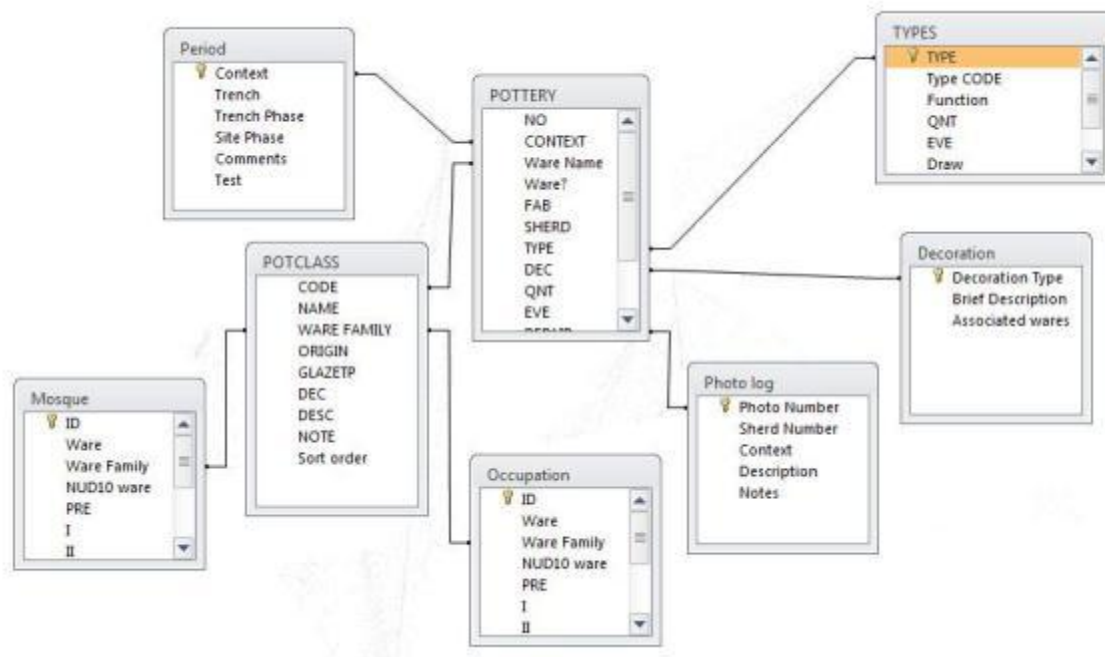 Period
Context
Trench
Trench Phase
Site Phase
Comments
Test
POTTERY
NO
CONTEXT
Ware Name
Ware?
FAB
SHERD
TYPE
DEC
QNT
EVE
TYPES
TYPE
Type CODE
Function
QNT
EVE
Draw
POTCLASS
CODE
NAME
WARE FAMILY
ORIGIN
GLAZETP
DEC
DESC
NOTE
Sort order
Decoration
Decoration Type
Brief Description
Associated wares
Mosque
ID
Ware
Ware Family
NUD10 ware
PRE
I
II
Photo log
Photo Number
Sherd Number
Context
Description
Notes
Occupation
ID
Ware
Ware Family
NUD10 ware
PRE
I
II